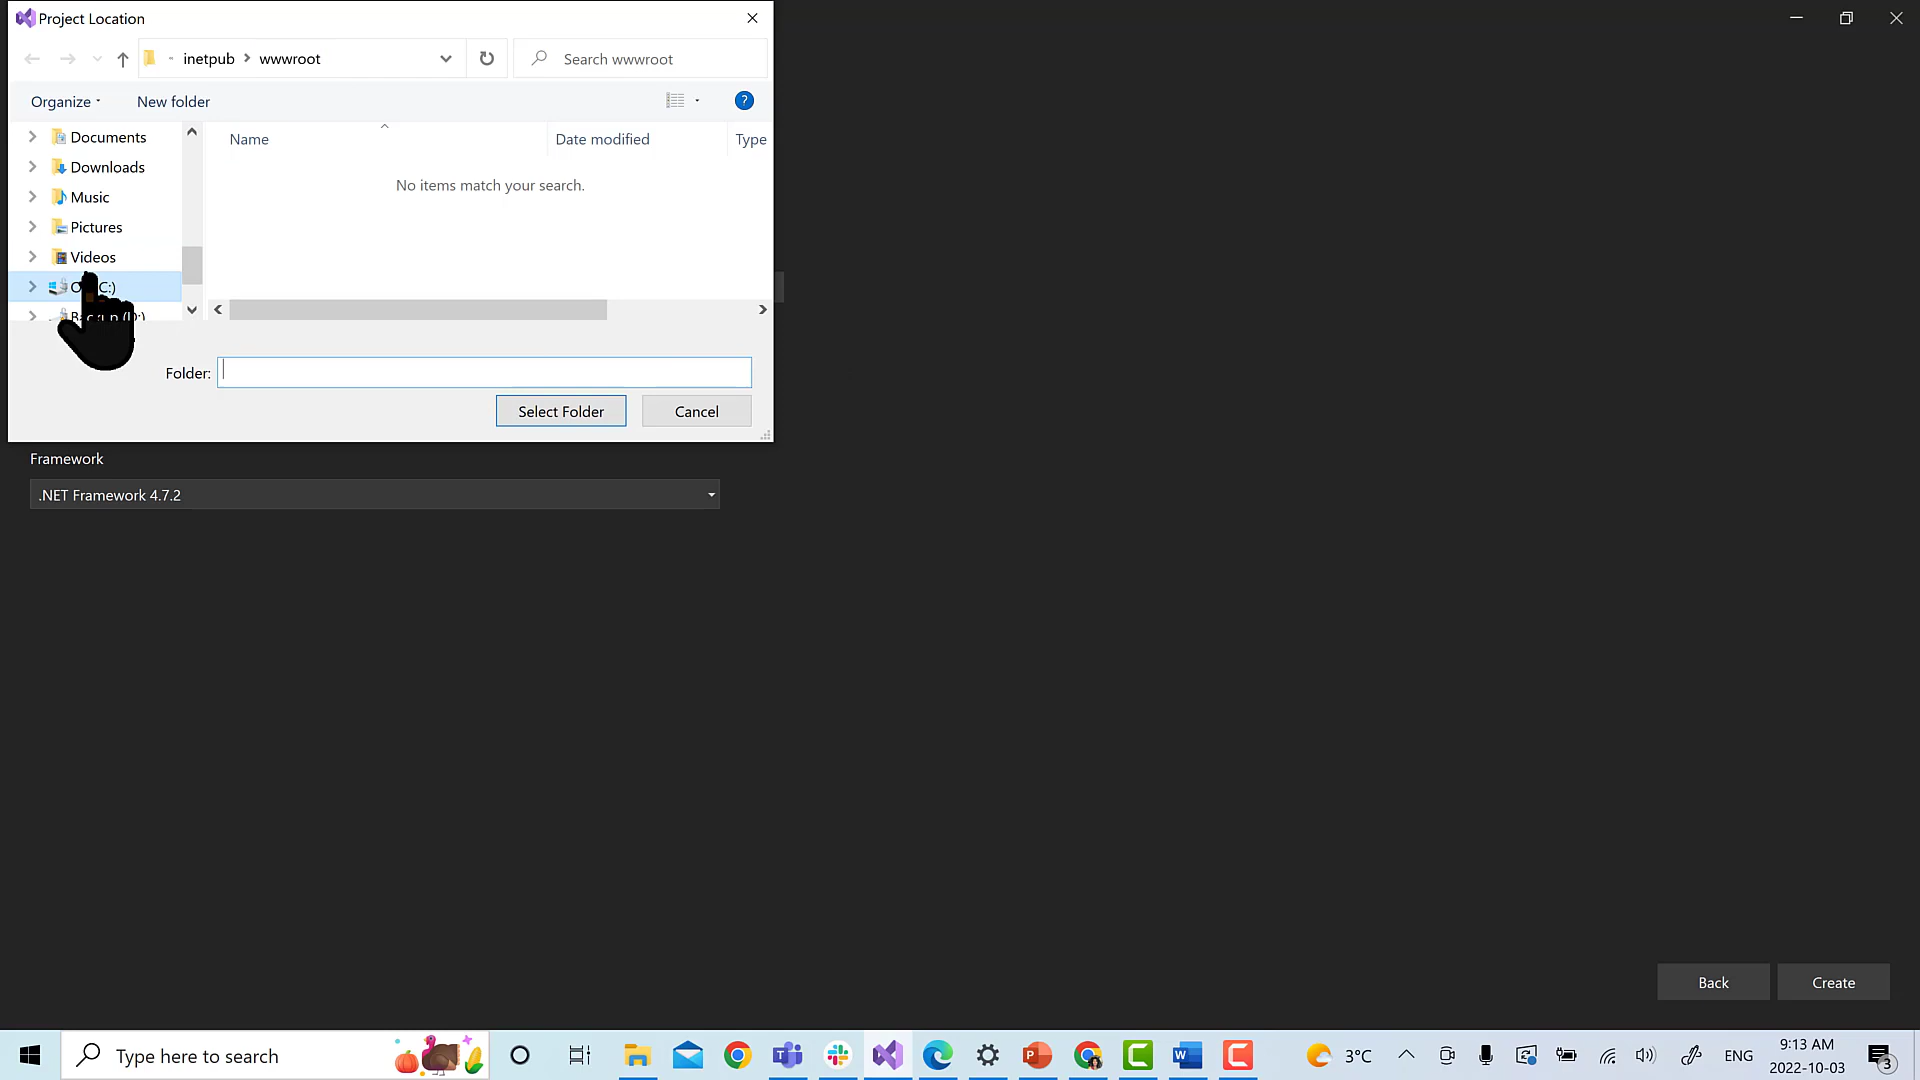 Project Location
inetpub > wwwroot
Search wwwroot
Organize
New folder
?
Documents
Downloads
Music
Pictures
Videos
C:)
(D:)
Name
Date modified
Type
No items match your search.
Folder:
Select Folder
Cancel
Framework
.NET Framework 4.7.2
Back
Create
Type here to search
3°C
ENG
9:13 AM
2022-10-03
3